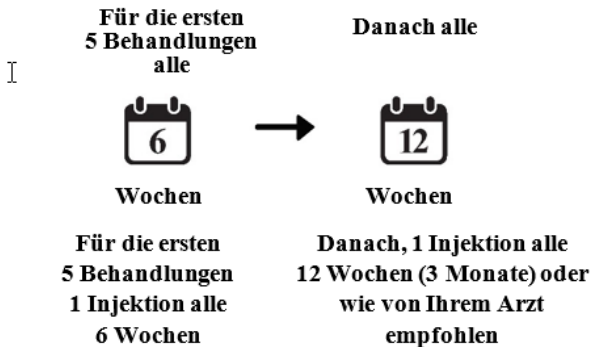 Für die ersten
5 Behandlungen
alle
6
Wochen
Danach alle
12
Wochen
Für die ersten
5 Behandlungen
1 Injektion alle
6 Wochen
Danach, 1 Injektion alle
12 Wochen (3 Monate) oder
wie von Ihrem Arzt
empfohlen